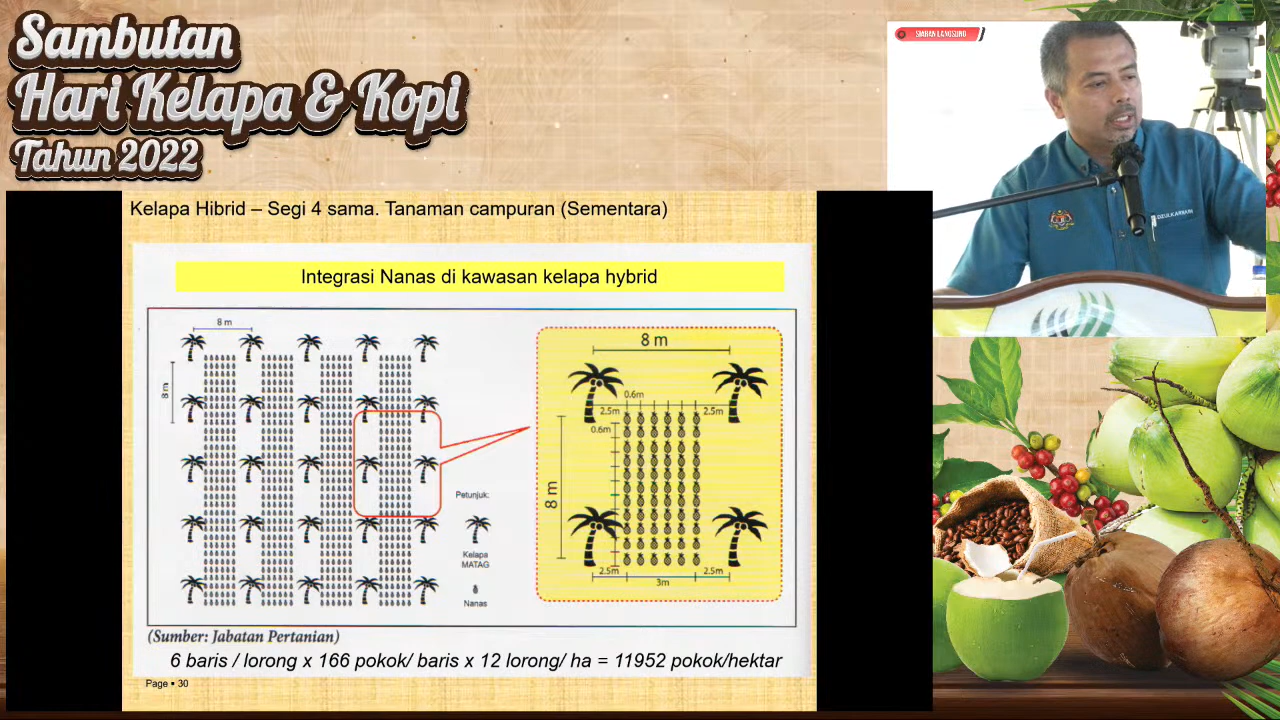 Sambutan
Hari Kelapa & Kopi
Tahun 2022
SIARAN LANGSUNG
DZULKARNAIN
Kelapa Hibrid – Segi 4 sama. Tanaman campuran (Sementara)
Integrasi Nanas di kawasan kelapa hybrid
8 m
8 m
Petunjuk:
Kelapa
MATAG
Nanas
8 m
0.6m
2.5m
2.5m
0.6m
8 m
2.5m
2.5m
3m
(Sumber: Jabatan Pertanian)
6 baris / lorong x 166 pokok/ baris x 12 lorong/ ha = 11952 pokok/hektar
Page ▪ 30